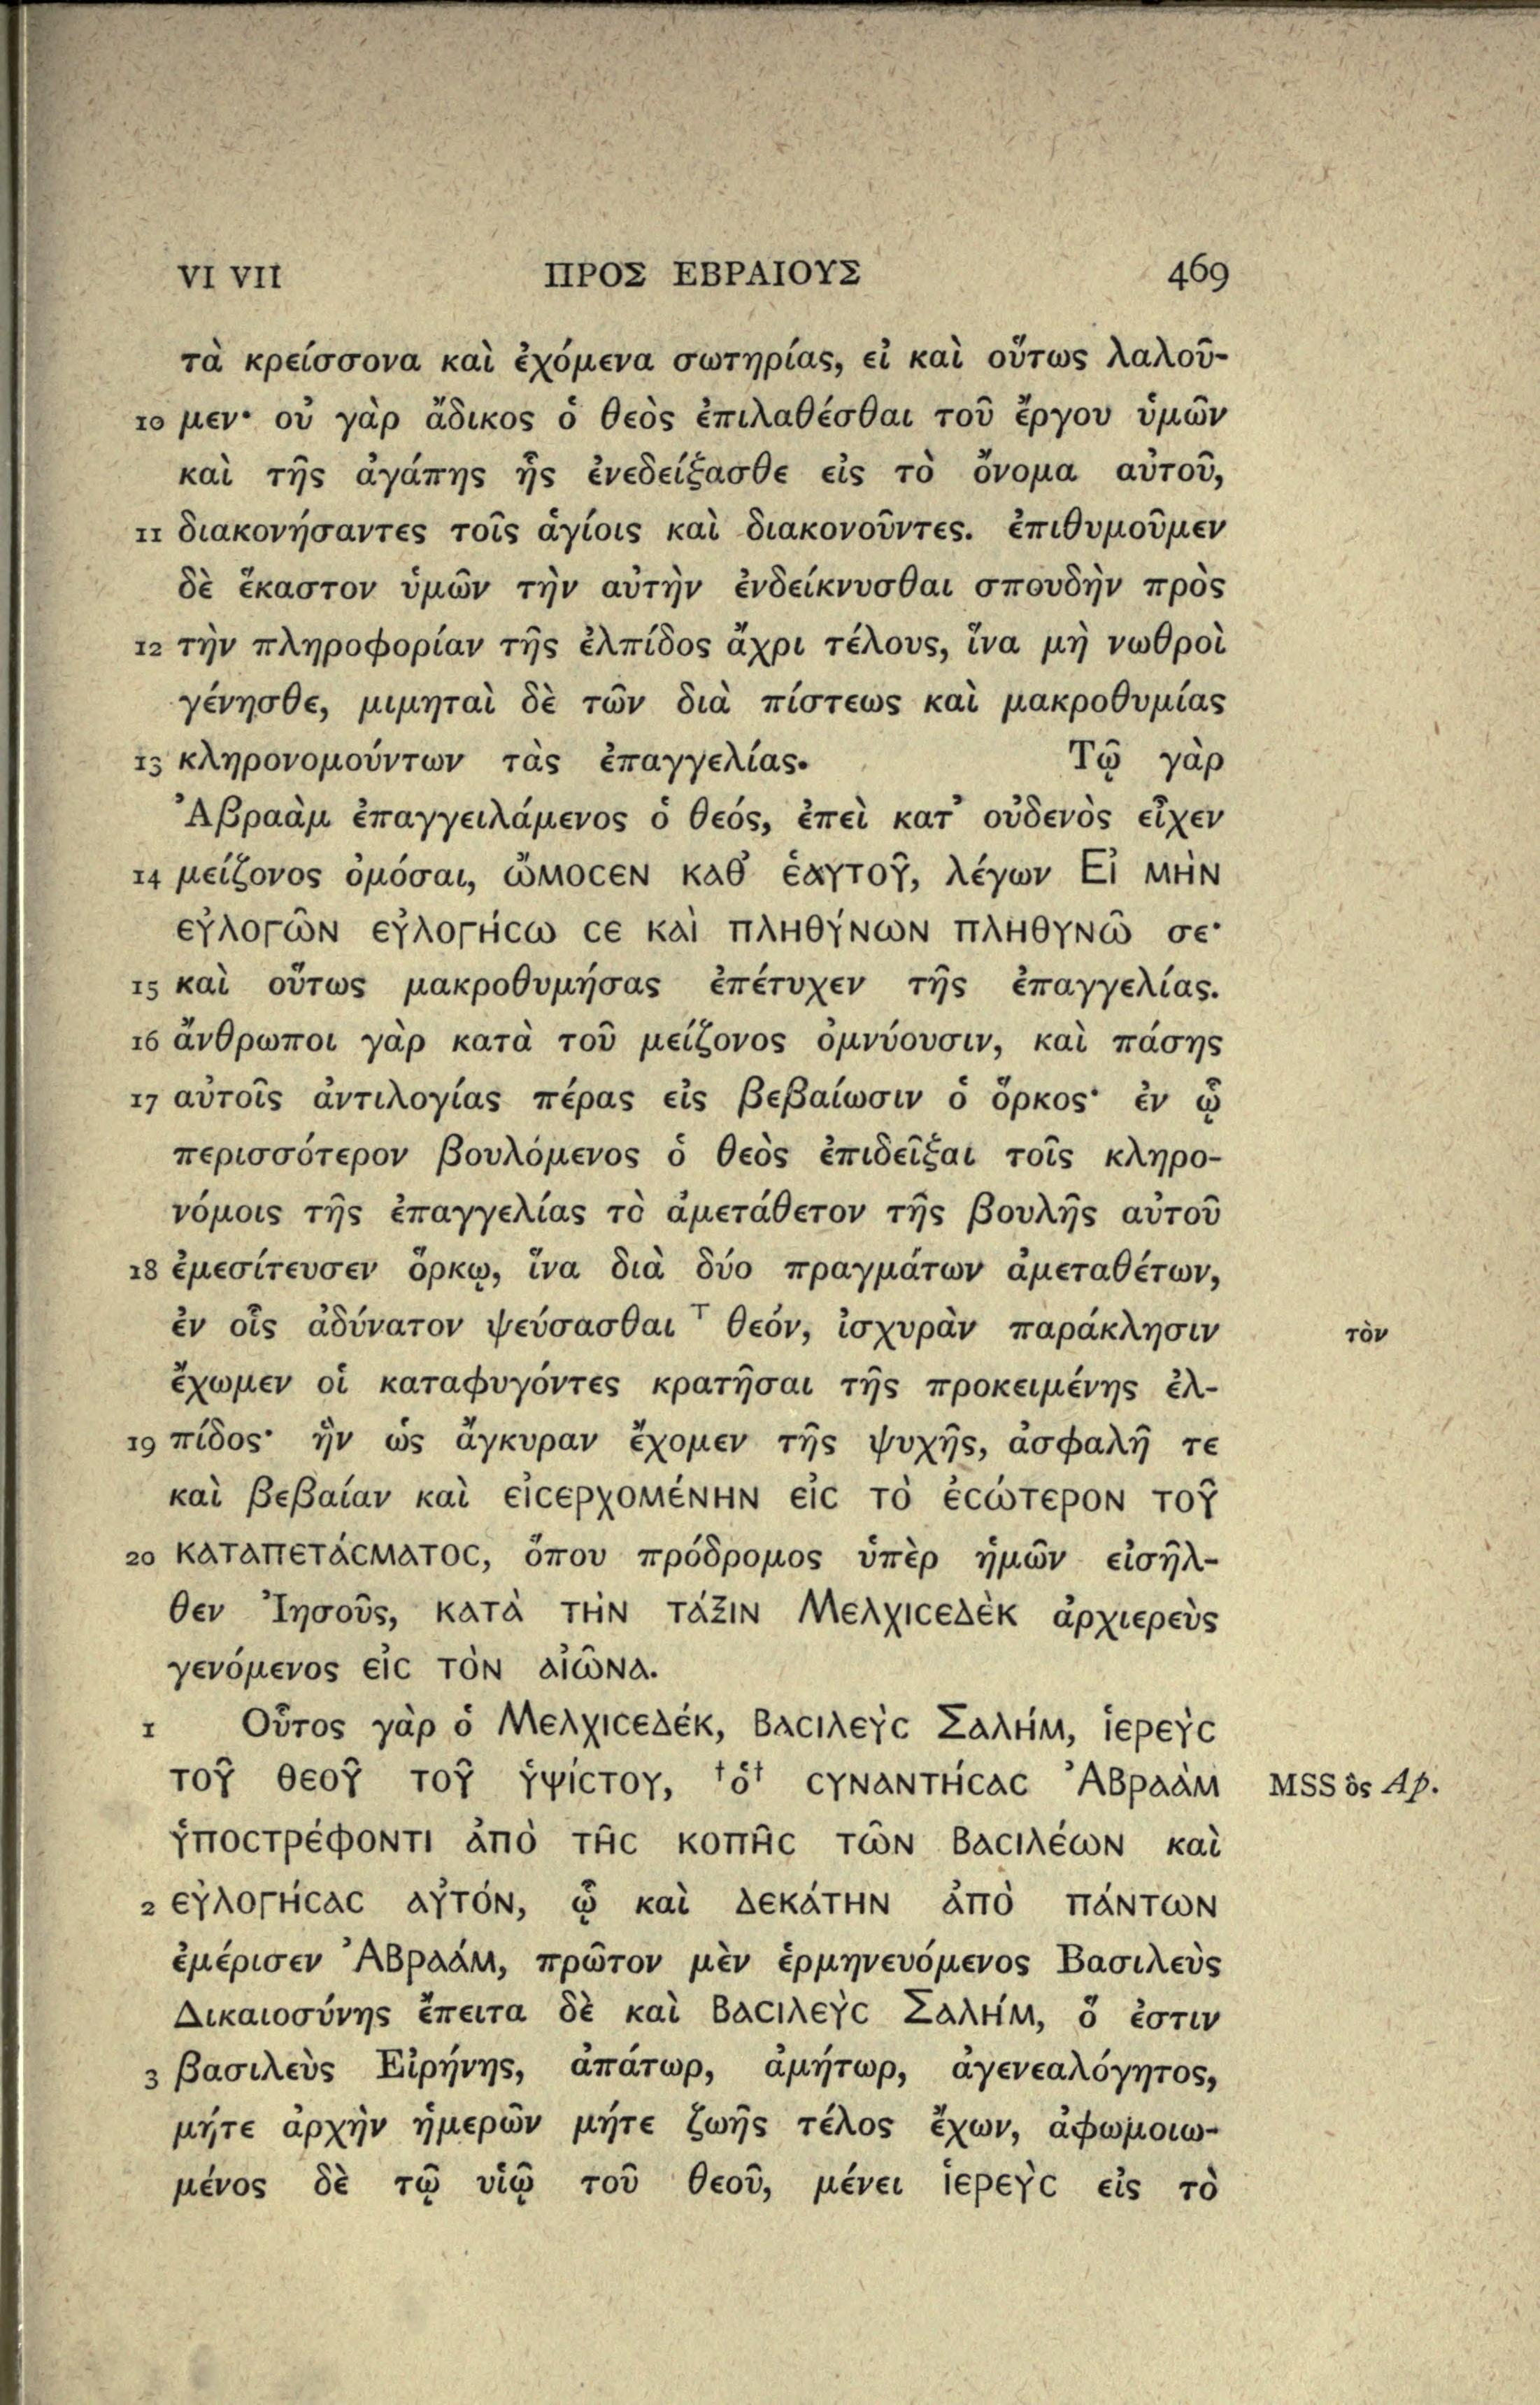 VI VII ΠΡΟΣ ΕΒΡΑΙΟΥΣ 469
τὰ κρείσσονα καὶ ἐχόμενα σωτηρίας, εἰ καὶ οὕτως λαλοῦ-
10 μεν· οὐ γὰρ ἄδικος ὁ θεὸς ἐπιλαθέσθαι τοῦ ἔργου ὑμῶν
καὶ τῆς ἀγάπης ἧς ἐνεδείξασθε εἰς τὸ ὄνομα αὐτοῦ,
11 διακονήσαντες τοῖς ἁγίοις καὶ διακονοῦντες. ἐπιθυμοῦμεν
δὲ ἕκαστον ὑμῶν τὴν αὐτὴν ἐνδείκνυσθαι σπουδὴν πρὸς
12 τὴν πληροφορίαν τῆς ἐλπίδος ἄχρι τέλους, ἵνα μὴ νωθροὶ
γένησθε, μιμηταὶ δὲ τῶν διὰ πίστεως καὶ μακροθυμίας
13 κληρονομούντων τὰς ἐπαγγελίας. Τῷ γὰρ
Ἀβραὰμ ἐπαγγειλάμενος ὁ θεός, ἐπεὶ κατ᾽ οὐδενὸς εἶχεν
14 μείζονος ὀμόσαι, ὤμοϲεν καθ᾽ ἑαυτοῦ, λέγων Εἰ μὴν
εὐλογῶν εὐλογήϲω ϲε καὶ πληθύνων πληθυνῶ σε·
15 καὶ οὕτως μακροθυμήσας ἐπέτυχεν τῆς ἐπαγγελίας.
16 ἄνθρωποι γὰρ κατὰ τοῦ μείζονος ὀμνύουσιν, καὶ πάσης
17 αὐτοῖς ἀντιλογίας πέρας εἰς βεβαίωσιν ὁ ὅρκος· ἐν ᾧ
περισσότερον βουλόμενος ὁ θεὸς ἐπιδεῖξαι τοῖς κληρο-
νόμοις τῆς ἐπαγγελίας τὸ ἀμετάθετον τῆς βουλῆς αὐτοῦ
18 ἐμεσίτευσεν ὅρκῳ, ἵνα διὰ δύο πραγμάτων ἀμεταθέτων,
ἐν οἷς ἀδύνατον ψεύσασθαι ⸆ θεόν, ἰσχυρὰν παράκλησιν τὸν
ἔχωμεν οἱ καταφυγόντες κρατῆσαι τῆς προκειμένης ἐλ-
19 πίδος· ἣν ὡς ἄγκυραν ἔχομεν τῆς ψυχῆς, ἀσφαλῆ τε
καὶ βεβαίαν καὶ εἰϲερχομένην εἰϲ τὸ ἐϲώτερον τοῦ
20 καταπετάϲματοϲ, ὅπου πρόδρομος ὑπὲρ ἡμῶν εἰσῆλ-
θεν Ἰησοῦς, κατὰ τὴν τάξιν Μελχιϲεδὲκ ἀρχιερεὺς
γενόμενος εἰϲ τὸν αἰῶνα.
1 Οὗτος γὰρ ὁ Μελχιϲεδέκ, βαϲιλεὺϲ Σαλήμ, ἱερεὺϲ
τοῦ θεοῦ τοῦ ὑψίϲτου, †ὁ† ϲυναντήϲαϲ Ἀβραὰμ MSS ὃς Ap.
ὑποϲτρέφοντι ἀπὸ τῆϲ κοπῆϲ τῶν βαϲιλέων καὶ
2 εὐλογήϲαϲ αὐτόν, ᾧ καὶ δεκάτην ἀπὸ πάντων
ἐμέρισεν Ἀβραάμ, πρῶτον μὲν ἑρμηνευόμενος Βασιλεὺς
Δικαιοσύνης ἔπειτα δὲ καὶ βαϲιλεὺϲ Σαλήμ, ὅ ἐστιν
3 βασιλεὺς Εἰρήνης, ἀπάτωρ, ἀμήτωρ, ἀγενεαλόγητος,
μήτε ἀρχὴν ἡμερῶν μήτε ζωῆς τέλος ἔχων, ἀφωμοιω-
μένος δὲ τῷ υἱῷ τοῦ θεοῦ, μένει ἱερεὺϲ εἰς τὸ